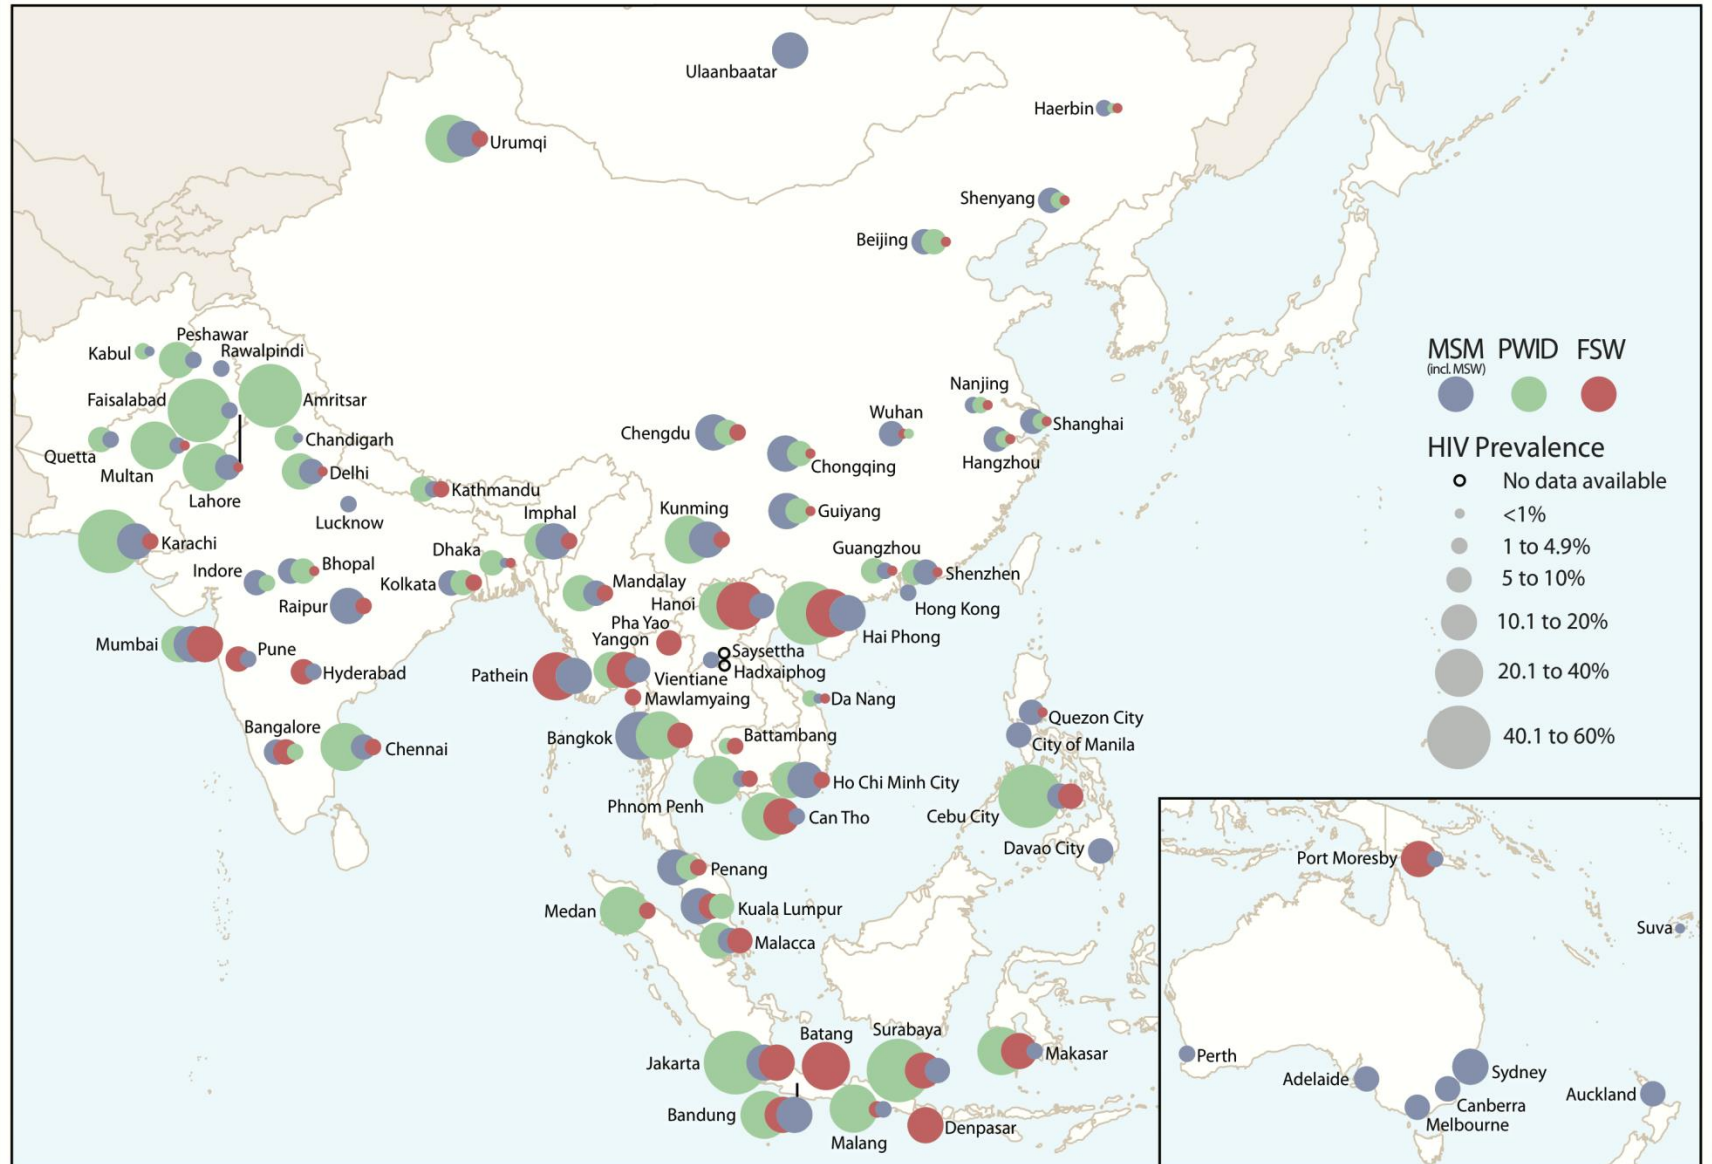 Ulaanbaatar
Haerbin
Urumqi
Shenyang
Beijing
Peshawar
Kabul
Rawalpindi
Faisalabad
Amritsar
Chandigarh
Quetta
Multan
Delhi
Lahore
Kathmandu
Lucknow
Karachi
Imphal
Dhaka
Indore
Bhopal
Kolkata
Raipur
Mumbai
Pune
Hyderabad
Bangalore
Chennai
Nanjing
Wuhan
Shanghai
Chengdu
Hangzhou
Chongqing
Kunming
Guiyang
Guangzhou
Shenzhen
Hong Kong
Mandalay
Hanoi
Hai Phong
Pha Yao
Yangon
Saysettha
Hadxaiphog
Vientiane
Pathein
Mawlamyaing
Da Nang
Bangkok
Battambang
Ho Chi Minh City
Phnom Penh
Can Tho
Quezon City
City of Manila
Cebu City
Davao City
Penang
Medan
Kuala Lumpur
Malacca
Batang
Surabaya
Jakarta
Makasar
Bandung
Malang
Denpasar
MSM PWID FSW
(incl. MSW)
HIV Prevalence
No data available
<1%
1 to 4.9%
5 to 10%
10.1 to 20%
20.1 to 40%
40.1 to 60%
Port Moresby
Suva
Perth
Adelaide
Sydney
Canberra
Melbourne
Auckland